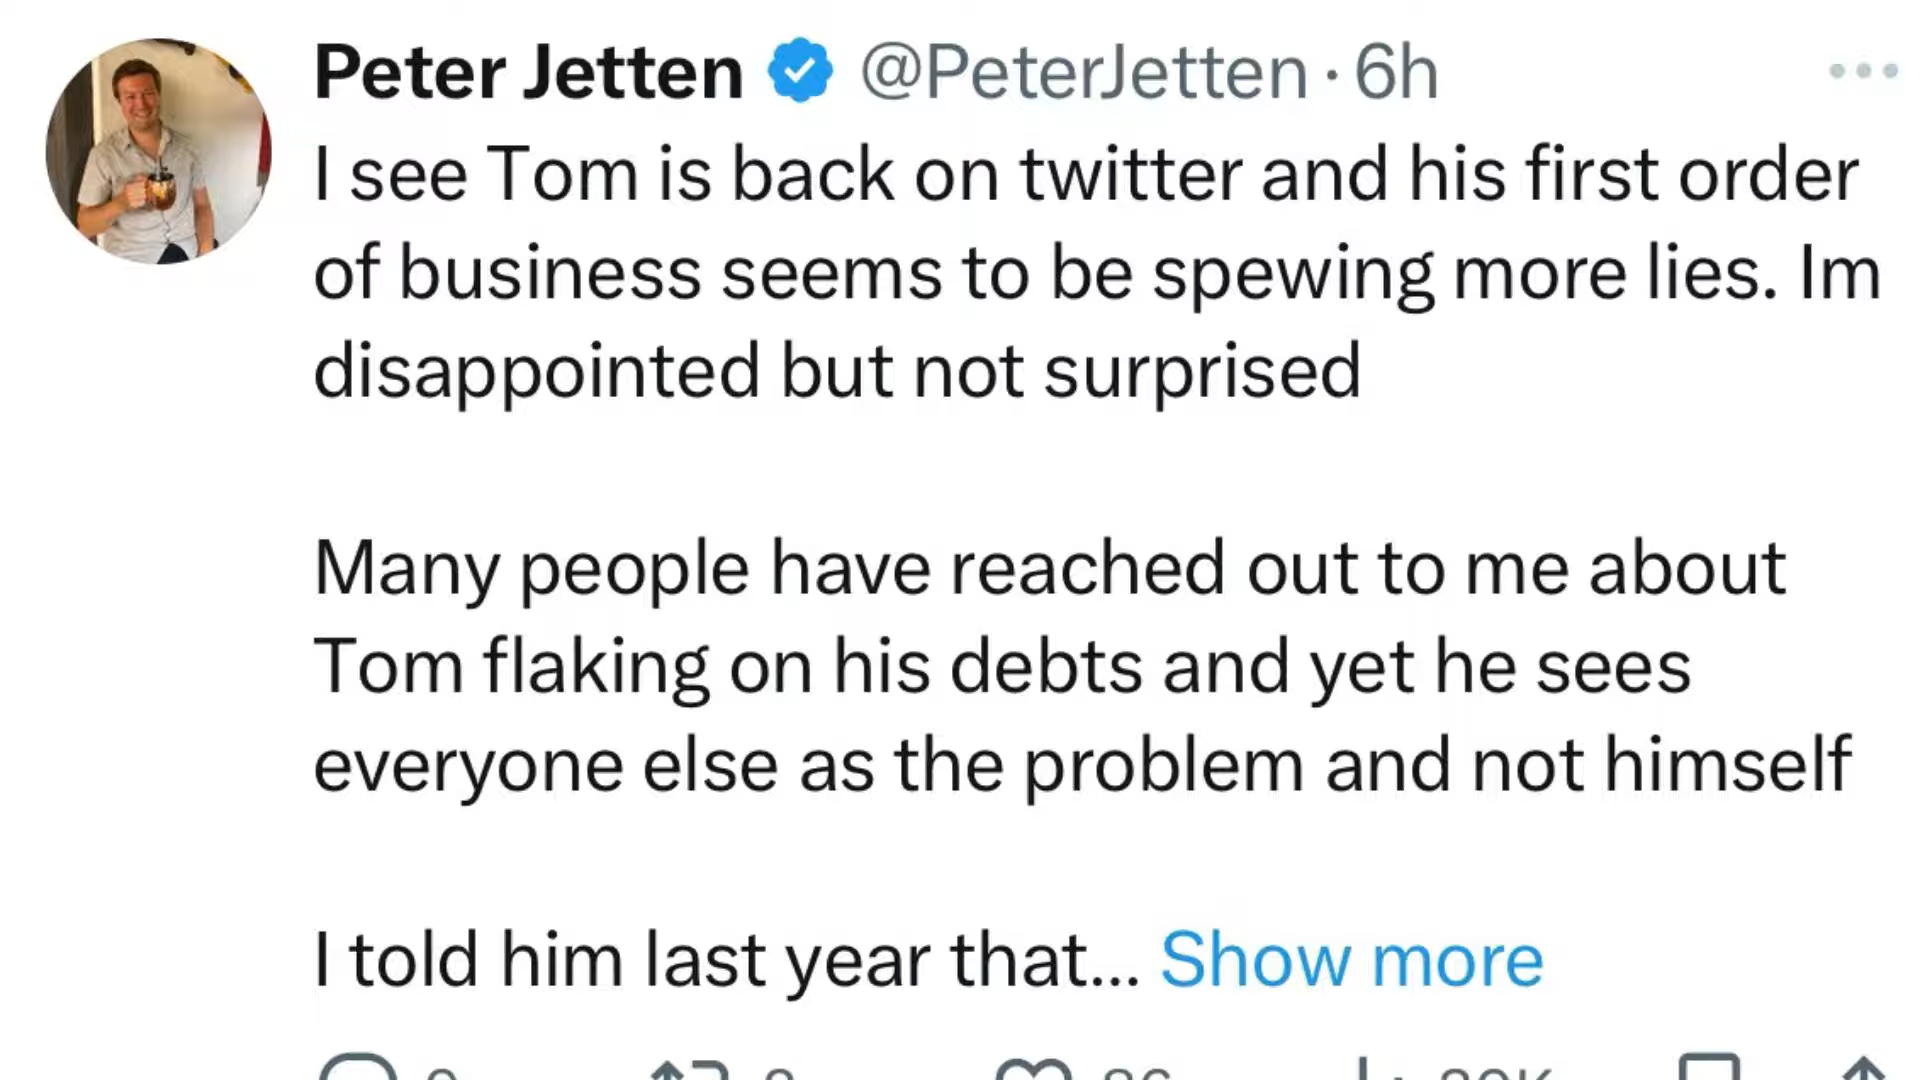 Peter Jetten @PeterJetten · 6h
I see Tom is back on twitter and his first order
of business seems to be spewing more lies. Im
disappointed but not surprised
Many people have reached out to me about
Tom flaking on his debts and yet he sees
everyone else as the problem and not himself
I told him last year that... Show more